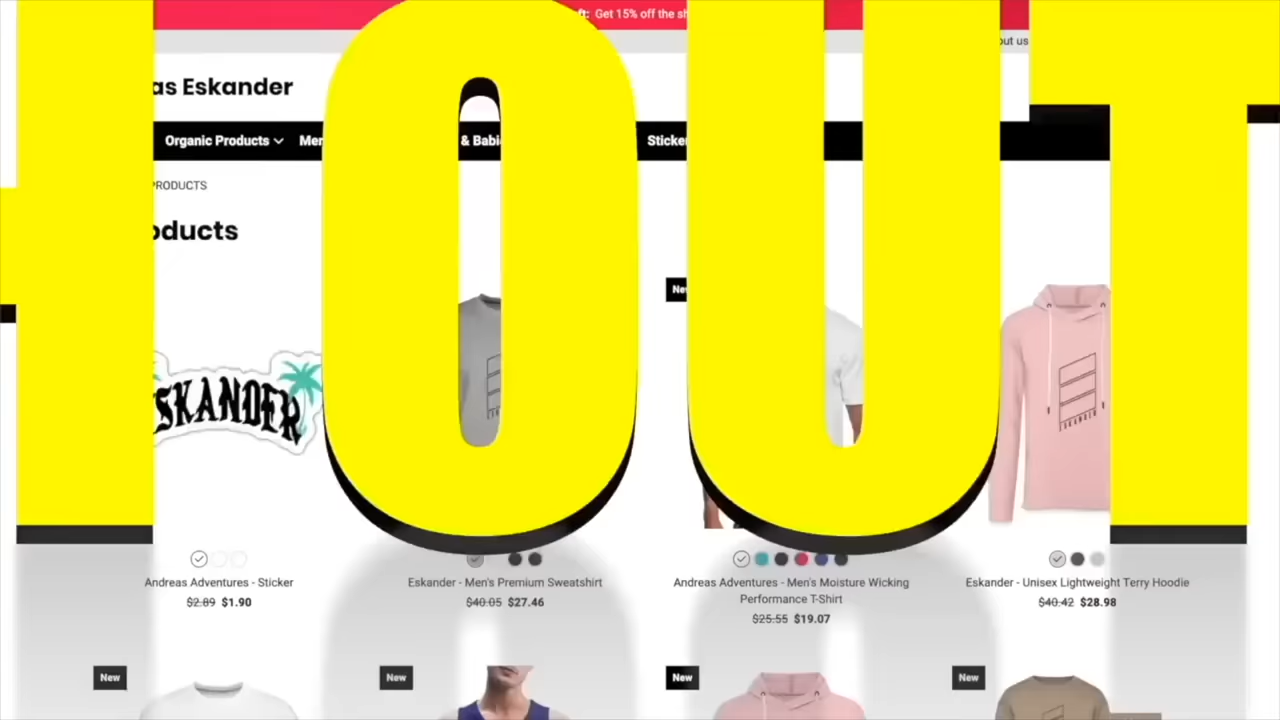 Get 15% off the sh
out us
as Eskander
Organic Products
Men
& Babi
Sticker
PRODUCTS
oducts
H OUT
New
ESKANDER
ESKANDER
Andreas Adventures - Sticker
$2.89 $1.90
Eskander - Men's Premium Sweatshirt
$40.05 $27.46
Andreas Adventures - Men's Moisture Wicking
Performance T-Shirt
$25.55 $19.07
Eskander - Unisex Lightweight Terry Hoodie
$40.42 $28.98
New
New
New
New